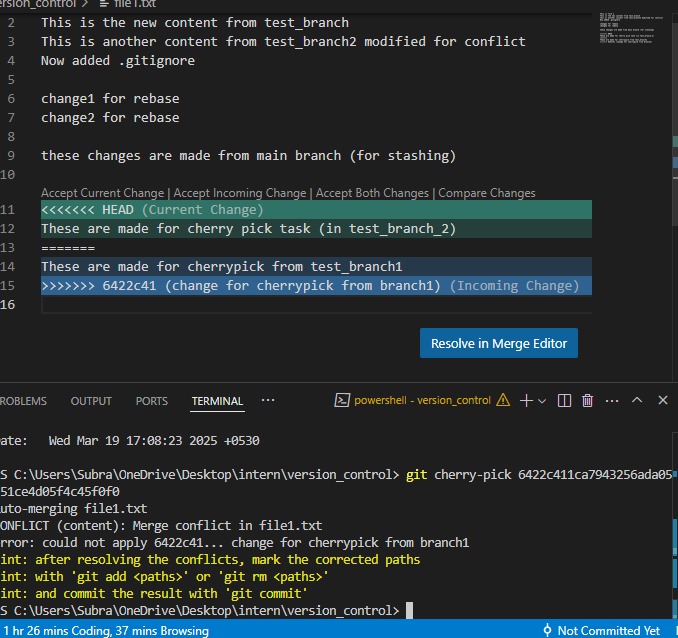 ersion_control > file1.txt
2 This is the new content from test_branch
3 This is another content from test_branch2 modified for conflict
4 Now added .gitignore
5
6 change1 for rebase
7 change2 for rebase
8
9 these changes are made from main branch (for stashing)
10
Accept Current Change | Accept Incoming Change | Accept Both Changes | Compare Changes
11 <<<<<<< HEAD (Current Change)
12 These are made for cherry pick task (in test_branch_2)
13 =======
14 These are made for cherrypick from test_branch1
15 >>>>>>> 6422c41 (change for cherrypick from branch1) (Incoming Change)
16
Resolve in Merge Editor
ROBLEMS OUTPUT PORTS TERMINAL ··· powershell - version_control
ate: Wed Mar 19 17:08:23 2025 +0530
S C:\Users\Subra\OneDrive\Desktop\intern\version_control> git cherry-pick 6422c411ca7943256ada05
51ce4d05f4c45f0f0
uto-merging file1.txt
ONFLICT (content): Merge conflict in file1.txt
rror: could not apply 6422c41... change for cherrypick from branch1
int: after resolving the conflicts, mark the corrected paths
int: with 'git add <paths>' or 'git rm <paths>'
int: and commit the result with 'git commit'
S C:\Users\Subra\OneDrive\Desktop\intern\version_control>
1 hr 26 mins Coding, 37 mins Browsing Not Committed Yet